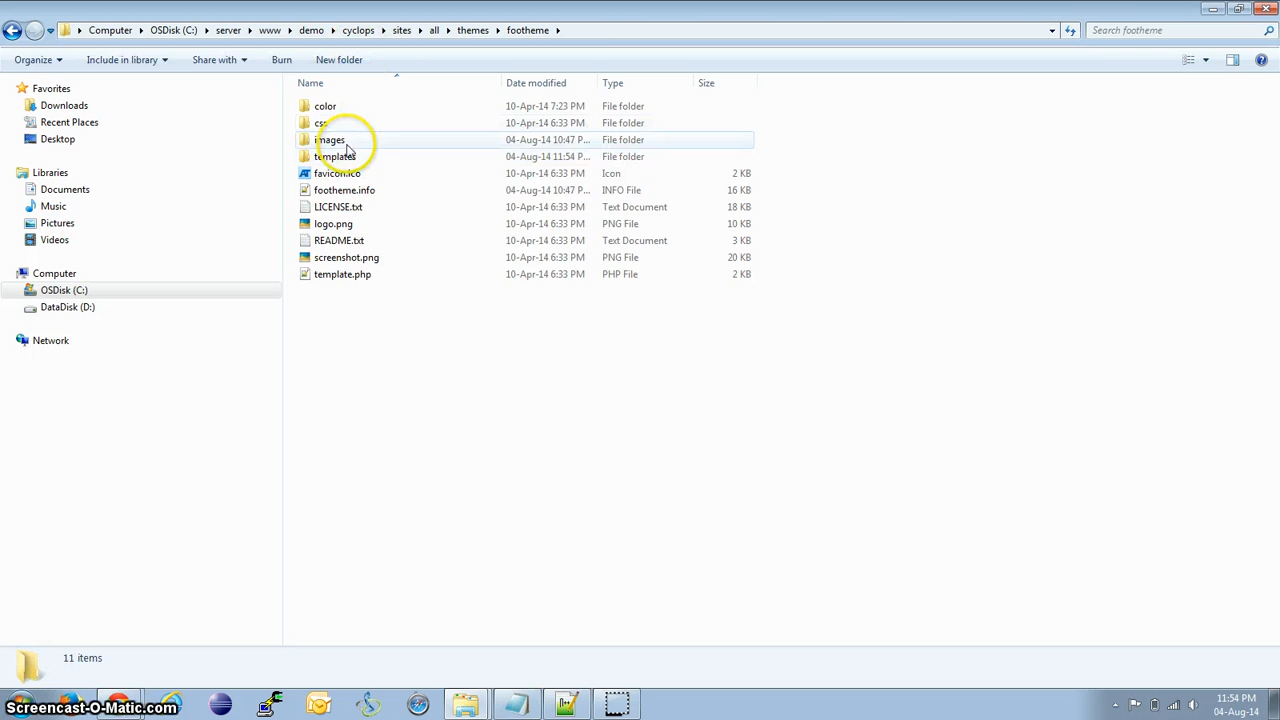 Computer OSDisk (C:) server www demo cyclops sites all themes footheme
Search footheme
Organize Include in library Share with Burn New folder
Name Date modified Type Size
Favorites
Downloads
Recent Places
Desktop
Libraries
Documents
Music
Pictures
Videos
Computer
OSDisk (C:)
DataDisk (D:)
Network
color 10-Apr-14 7:23 PM File folder
css 10-Apr-14 6:33 PM File folder
images 04-Aug-14 10:47 P... File folder
templates 04-Aug-14 11:54 P... File folder
favicon.ico 10-Apr-14 6:33 PM Icon 2 KB
footheme.info 04-Aug-14 10:47 P... INFO File 16 KB
LICENSE.txt 10-Apr-14 6:33 PM Text Document 18 KB
logo.png 10-Apr-14 6:33 PM PNG File 10 KB
README.txt 10-Apr-14 6:33 PM Text Document 3 KB
screenshot.png 10-Apr-14 6:33 PM PNG File 20 KB
template.php 10-Apr-14 6:33 PM PHP File 2 KB
11 items
Screencast-O-Matic.com
11:54 PM
04-Aug-14